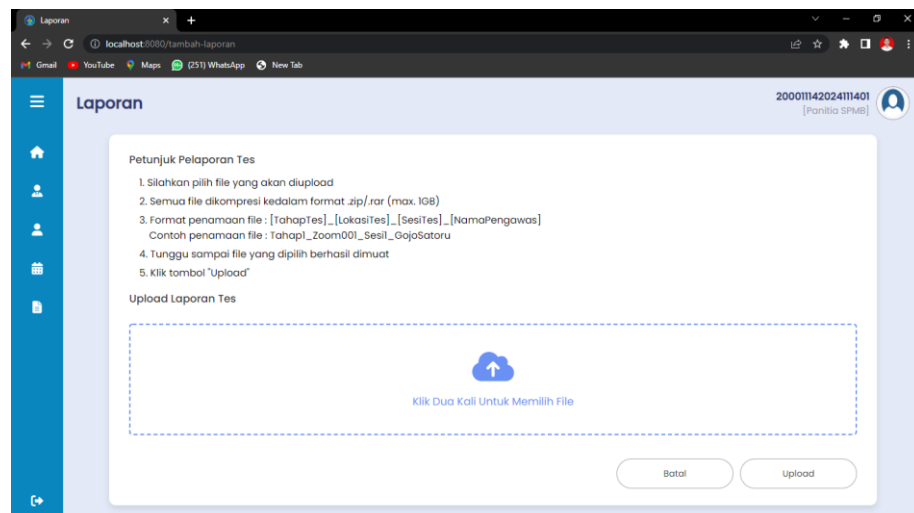 Laporan
localhost:8080/tambah-laporan
Gmail YouTube Maps (251) WhatsApp New Tab
Laporan
200011142024111401
[Panitia SPMB]
Petunjuk Pelaporan Tes
1. Silahkan pilih file yang akan diupload
2. Semua file dikompresi kedalam format .zip/.rar (max. 1GB)
3. Format penamaan file : [TahapTes]_[LokasiTes]_[SesiTes]_[NamaPengawas]
Contoh penamaan file : Tahap1_Zoom001_Sesi1_GojoSatoru
4. Tunggu sampai file yang dipilih berhasil dimuat
5. Klik tombol "Upload"
Upload Laporan Tes
Klik Dua Kali Untuk Memilih File
Batal Upload